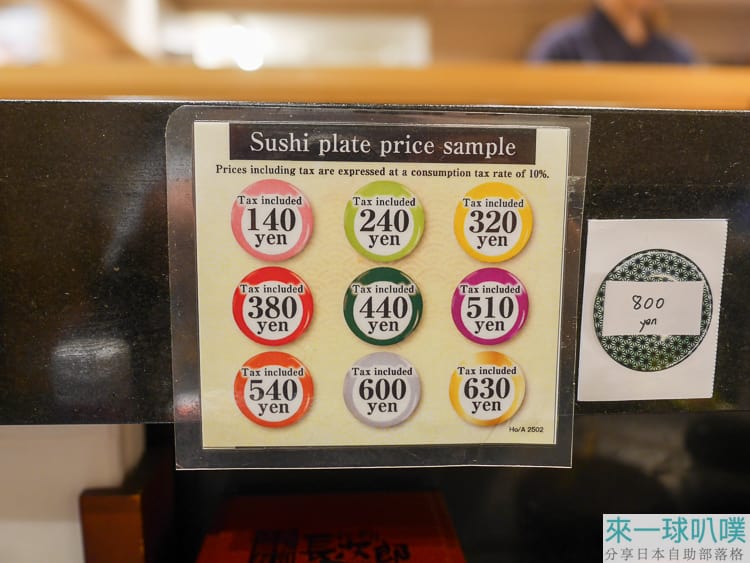 Sushi plate price sample
Prices including tax are expressed at a consumption tax rate of 10%.
Tax included
140
yen
Tax included
240
yen
Tax included
320
yen
Tax included
380
yen
Tax included
440
yen
Tax included
510
yen
Tax included
540
yen
Tax included
600
yen
Tax included
630
yen
Ho/A 2502
800
yen
來一球叭噗
分享日本自助部落格